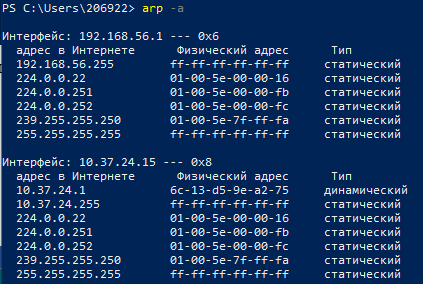 PS C:\Users\206922> arp -a
Интерфейс: 192.168.56.1 --- 0x6
адрес в Интернете Физический адрес Тип
192.168.56.255 ff-ff-ff-ff-ff-ff статический
224.0.0.22 01-00-5e-00-00-16 статический
224.0.0.251 01-00-5e-00-00-fb статический
224.0.0.252 01-00-5e-00-00-fc статический
239.255.255.250 01-00-5e-7f-ff-fa статический
255.255.255.255 ff-ff-ff-ff-ff-ff статический
Интерфейс: 10.37.24.15 --- 0x8
адрес в Интернете Физический адрес Тип
10.37.24.1 6c-13-d5-9e-a2-75 динамический
10.37.24.255 ff-ff-ff-ff-ff-ff статический
224.0.0.22 01-00-5e-00-00-16 статический
224.0.0.251 01-00-5e-00-00-fb статический
224.0.0.252 01-00-5e-00-00-fc статический
239.255.255.250 01-00-5e-7f-ff-fa статический
255.255.255.255 ff-ff-ff-ff-ff-ff статический